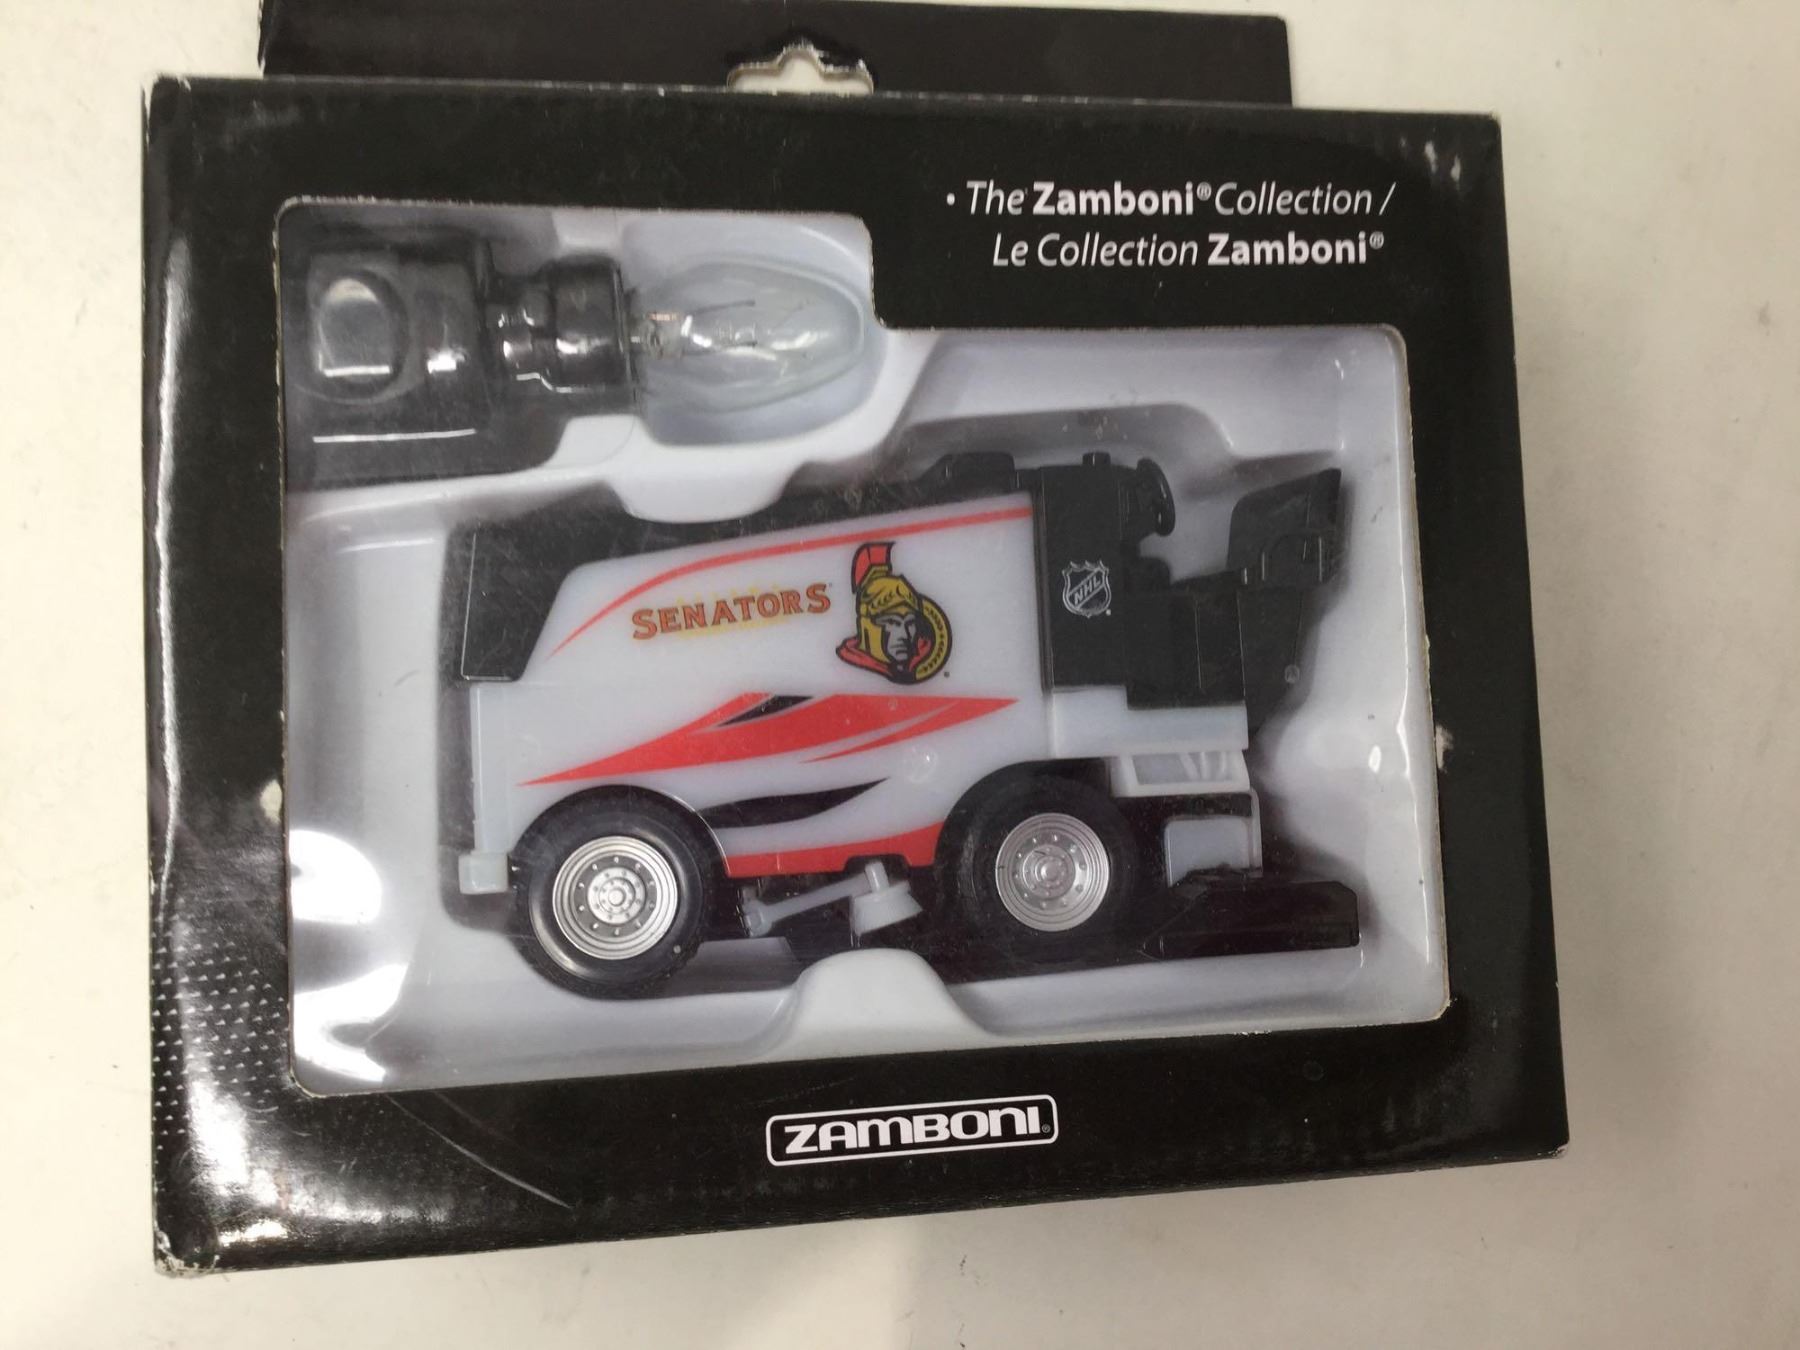 • The Zamboni® Collection /
Le Collection Zamboni®
SENATORS
NHL
ZAMBONI®